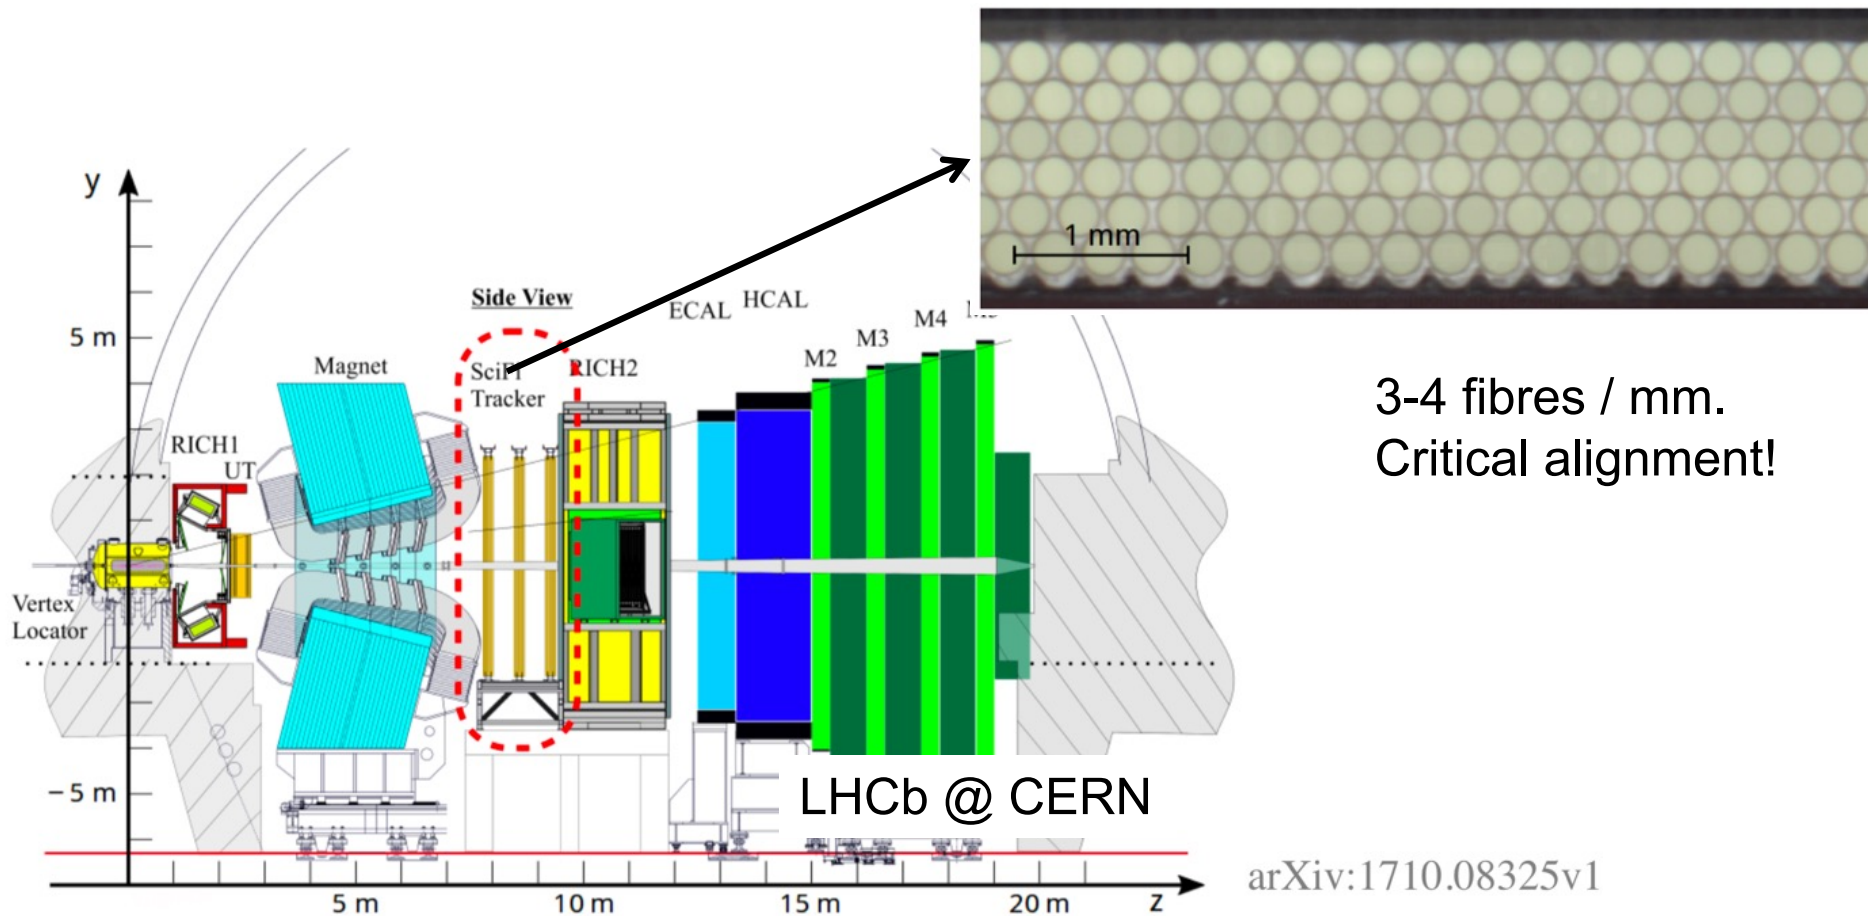 1 mm
y
Side View
ECAL
HCAL
M4
M3
M2
5 m
Magnet
SciFi
Tracker
RICH2
3-4 fibres / mm.
Critical alignment!
RICH1
UT
Vertex
Locator
− 5 m
LHCb @ CERN
arXiv:1710.08325v1
5 m
10 m
15 m
20 m
z